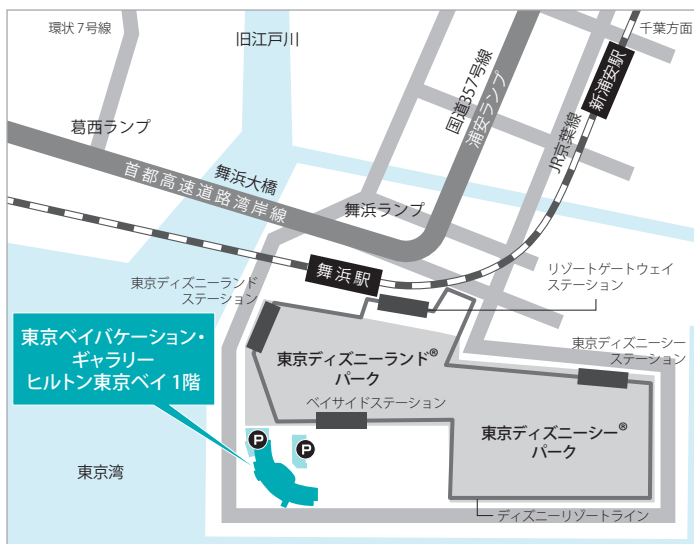 環状7号線
旧江戸川
千葉方面
新浦安駅
国道357号線
浦安ランプ
JR京葉線
葛西ランプ
舞浜大橋
首都高速道路湾岸線
舞浜ランプ
舞浜駅
リゾートゲートウェイ
ステーション
東京ディズニーランド
ステーション
東京ベイバケーション・
ギャラリー
ヒルトン東京ベイ 1階
東京ディズニーランド®
パーク
東京ディズニーシー
ステーション
ベイサイドステーション
東京ディズニーシー®
パーク
P
P
東京湾
ディズニーリゾートライン